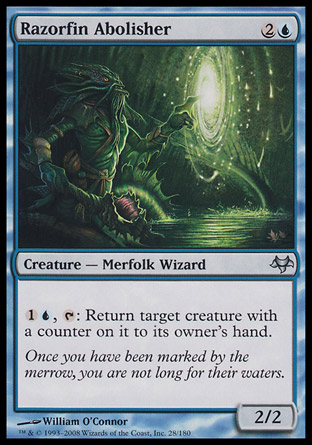 Razorfin Abolisher 2
Creature — Merfolk Wizard
1 , : Return target creature with
a counter on it to its owner's hand.
Once you have been marked by the
merrow, you are not long for their waters.
William O'Connor
™ & © 1993-2008 Wizards of the Coast, Inc. 28/180
2/2